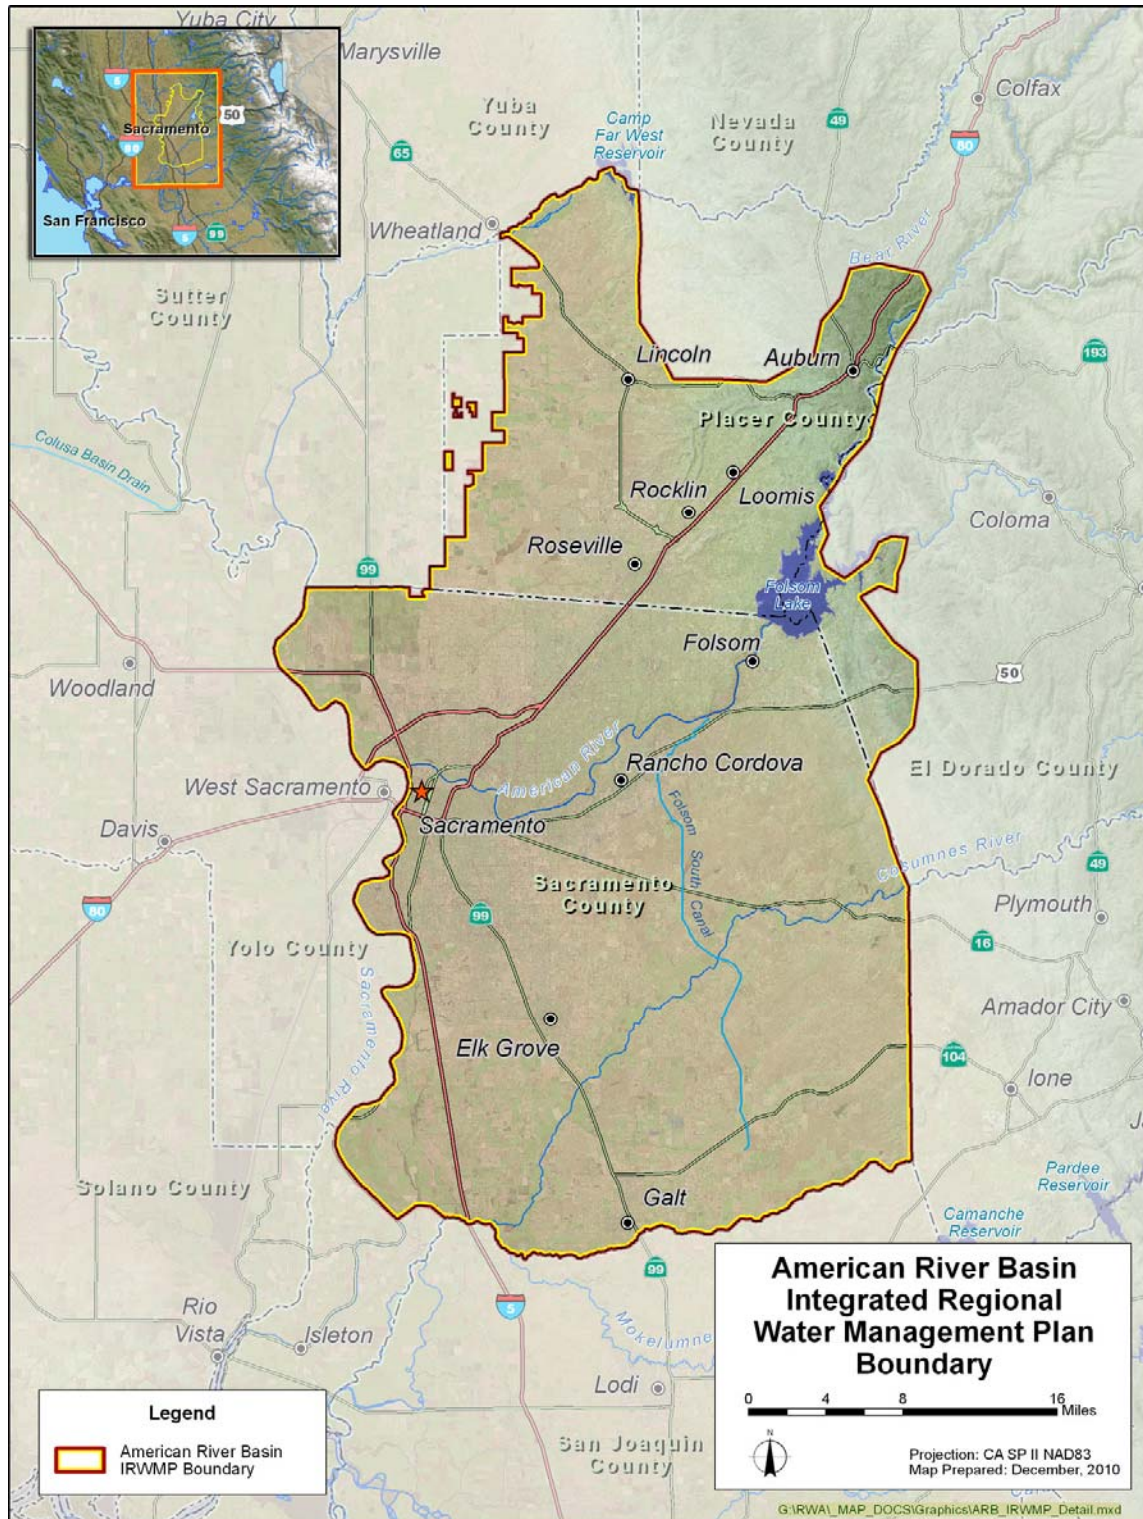 Yuba City
Marysville
5
Sacramento
50
80
San Francisco
5
99
Yuba
County
Camp
Far West
Reservoir
Nevada
County
49
Colfax
80
65
Wheatland
Bear River
Sutter
County
193
Lincoln
Auburn
Placer County
Colusa Basin Drain
Rocklin
Loomis
Coloma
Roseville
99
Folsom
Lake
Folsom
50
Woodland
American River
Rancho Cordova
El Dorado County
West Sacramento
Sacramento
Davis
Folsom South Canal
Cosumnes River
49
80
Sacramento
County
99
Plymouth
16
Yolo County
Sacramento River
Amador City
Elk Grove
104
Ione
Solano County
Galt
Pardee
Reservoir
Camanche
Reservoir
99
5
Rio
Vista
Isleton
Mokelumne
Lodi
San Joaquin
County
American River Basin
Integrated Regional
Water Management Plan
Boundary
0 4 8 16
Miles
N
Projection: CA SP II NAD83
Map Prepared: December, 2010
Legend
American River Basin
IRWMP Boundary
G:\RWA\_MAP_DOCS\Graphics\ARB_IRWMP_Detail.mxd